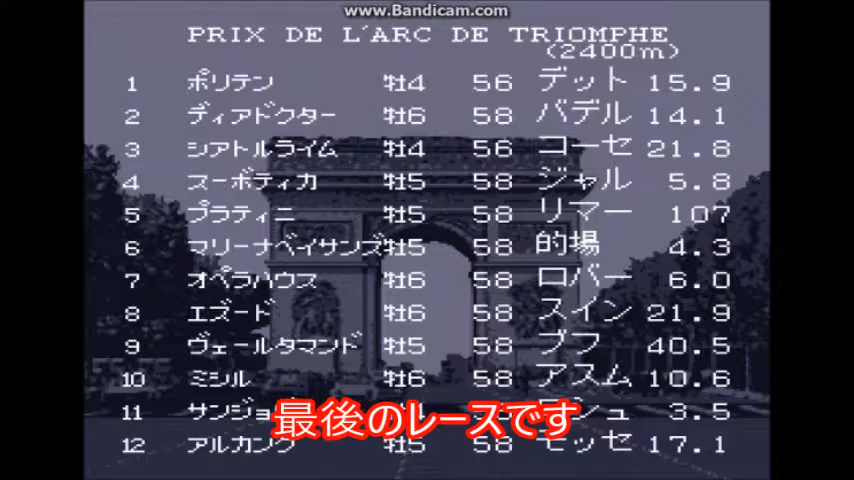 www.Bandicam.com
PRIX DE L'ARC DE TRIOMPHE
(2400m)
1 ポリテン 牡4 56 デット 15.9
2 ディアドクター 牡6 58 バデル 14.1
3 シアトルライム 牡4 56 コーセ 21.8
4 スーボティカ 牡5 58 ジャル 5.8
5 プラティニ 牡5 58 リマー 107
6 マリーナベイサンズ 牡5 58 的場 4.3
7 オペラハウス 牡6 58 ロバー 6.0
8 エズード 牡6 58 スイン 21.9
9 ヴェールタマンド 牡5 58 ブフ 40.5
10 ミシル 牡6 58 アスム 10.6
11 サンジョ 3.5
最後のレースです
12 アルカング 牡5 58 モッセ 17.1